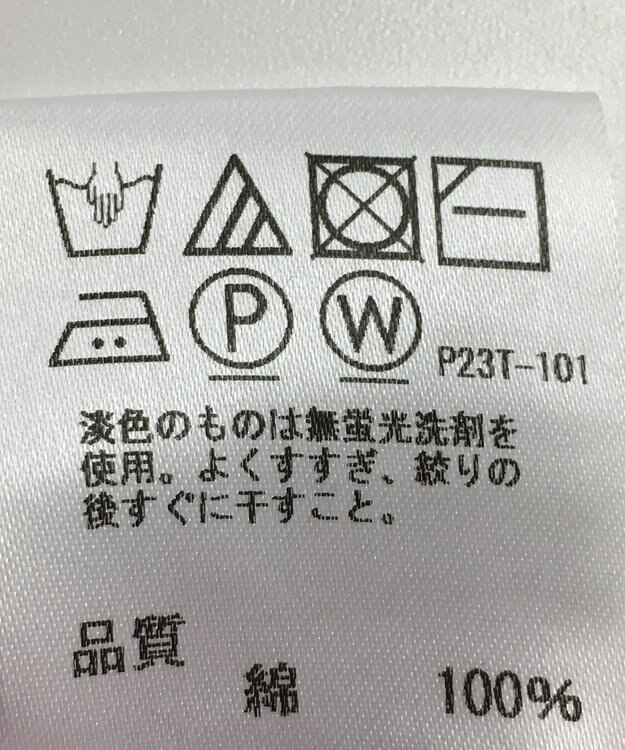 P W P23T-101
淡色のものは無蛍光洗剤を
使用。よくすすぎ、絞りの
後すぐに干すこと。
品質
綿 100%